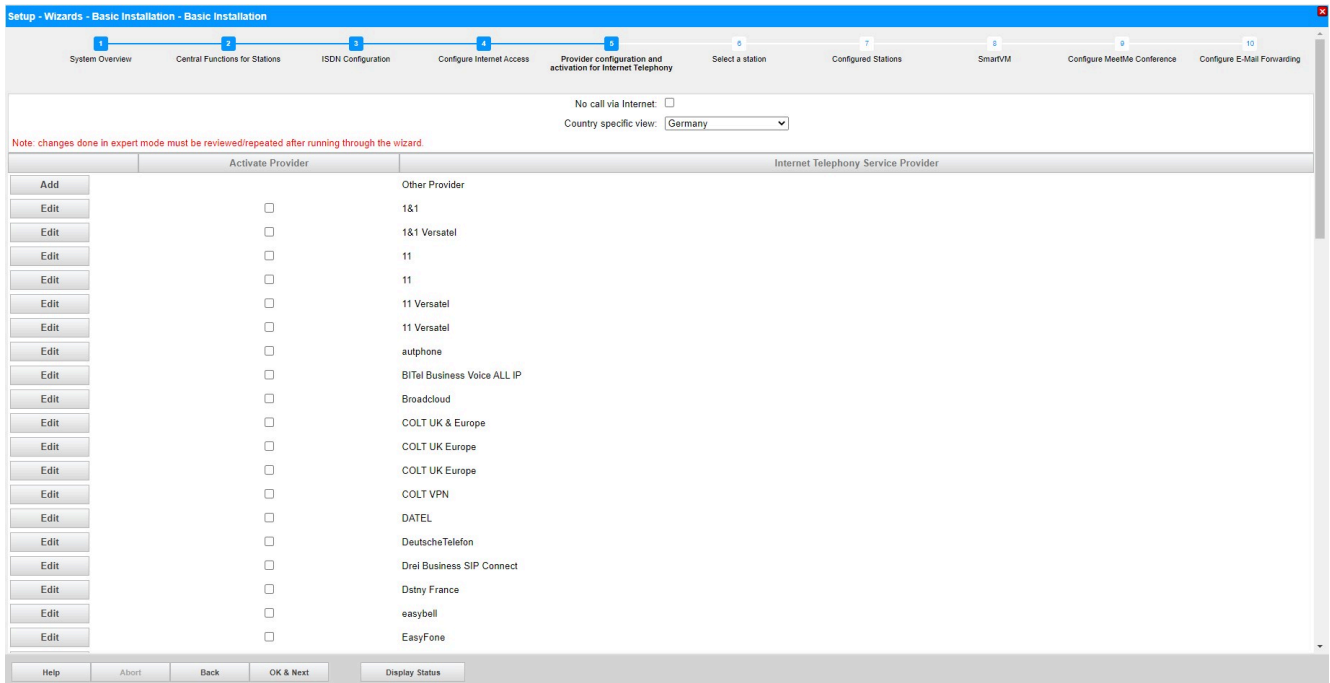 Setup - Wizards - Basic Installation - Basic Installation
1 2 3 4 5 6 7 8 9 10
System Overview Central Functions for Stations ISDN Configuration Configure Internet Access Provider configuration and activation for Internet Telephony Select a station Configured Stations SmartVM Configure MeetMe Conference Configure E-Mail Forwarding
No call via Internet:
Country specific view: Germany
Note: changes done in expert mode must be reviewed/repeated after running through the wizard.
Activate Provider Internet Telephony Service Provider
Add Other Provider
Edit 1&1
Edit 1&1 Versatel
Edit 11
Edit 11
Edit 11 Versatel
Edit 11 Versatel
Edit autphone
Edit BITel Business Voice ALL IP
Edit Broadcloud
Edit COLT UK & Europe
Edit COLT UK Europe
Edit COLT UK Europe
Edit COLT VPN
Edit DATEL
Edit DeutscheTelefon
Edit Drei Business SIP Connect
Edit Dstny France
Edit easybell
Edit EasyFone
Help Abort Back OK & Next Display Status